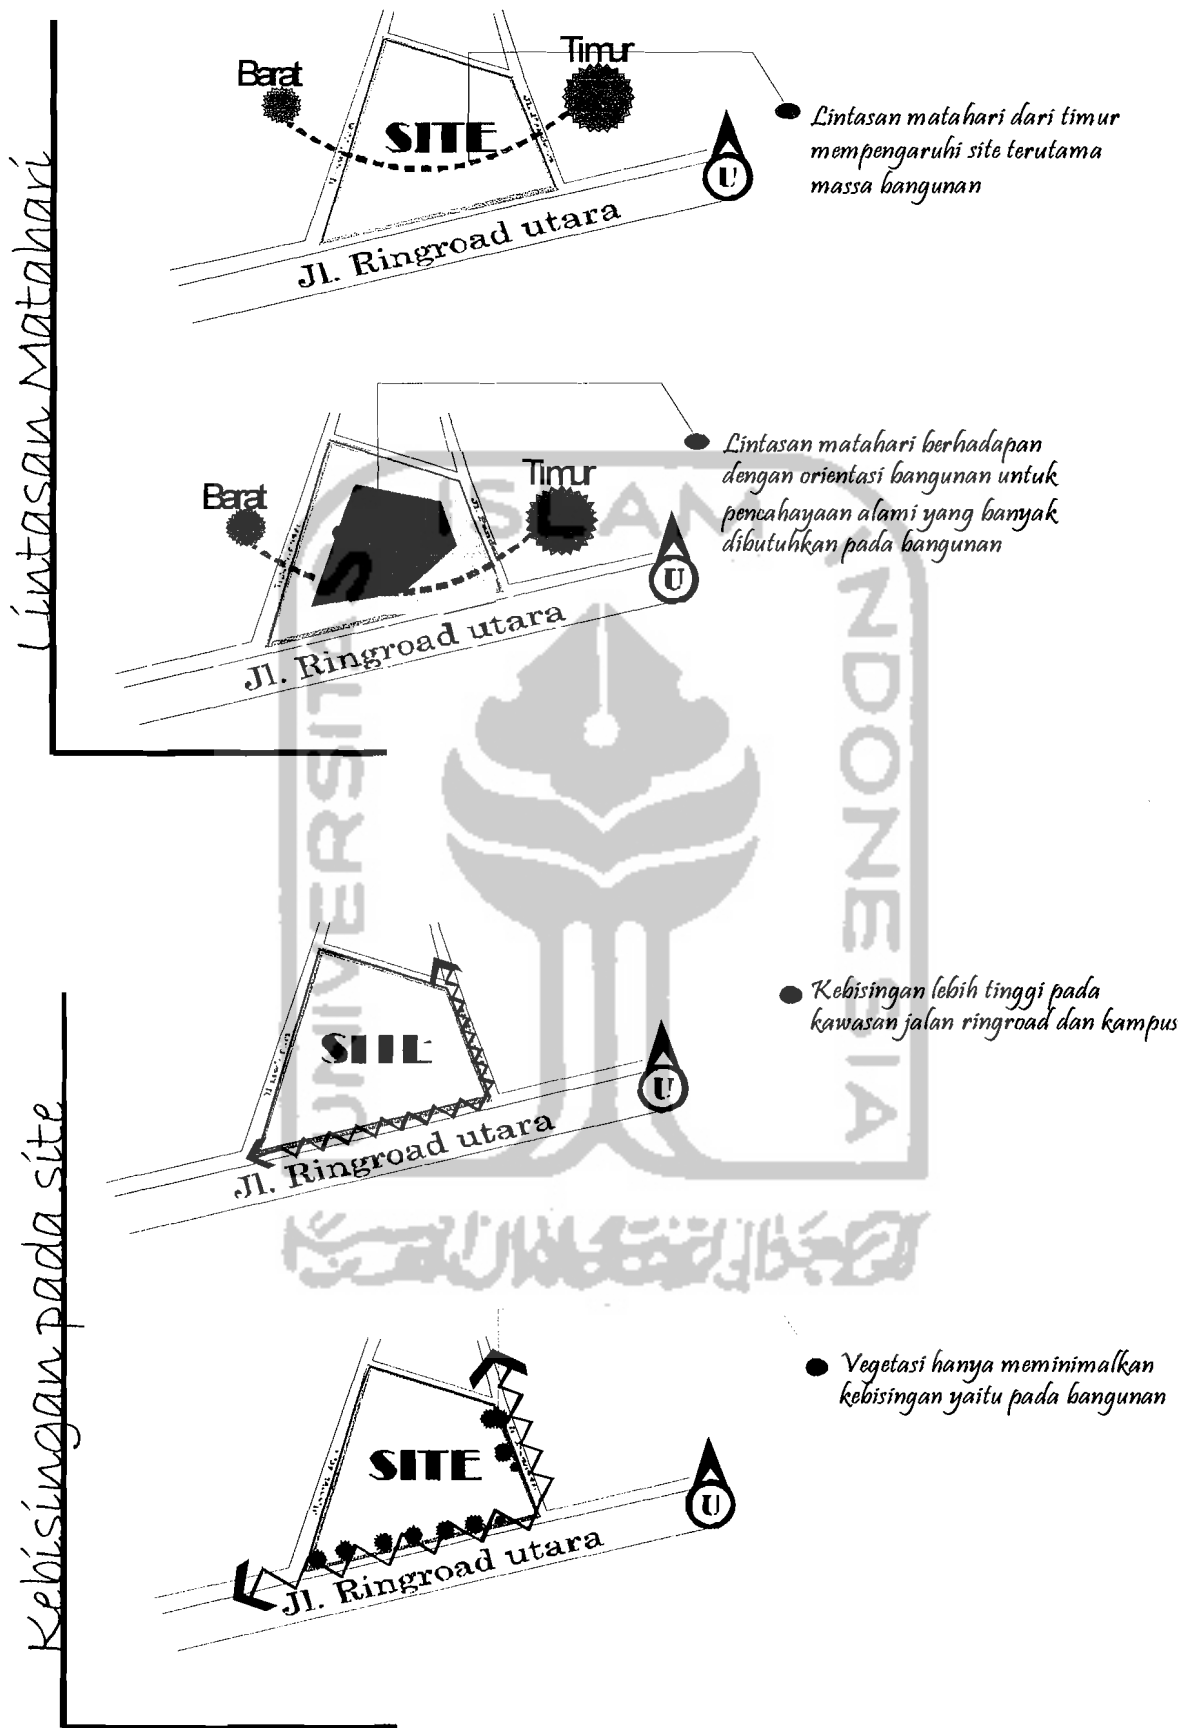 Lintasan Matahari
Barat
Timur
SITE
Jl. Ringroad utara
U
Lintasan matahari dari timur
mempengaruhi site terutama
massa bangunan
Barat
Timur
Jl. Ringroad utara
U
Lintasan matahari berhadapan
dengan orientasi bangunan untuk
pencahayaan alami yang banyak
dibutuhkan pada bangunan
UNIVERSITAS ISLAM INDONESIA
Kebisingan pada site
SITE
Jl. Ringroad utara
U
Kebisingan lebih tinggi pada
kawasan jalan ringroad dan kampus
SITE
Jl. Ringroad utara
U
Vegetasi hanya meminimalkan
kebisingan yaitu pada bangunan